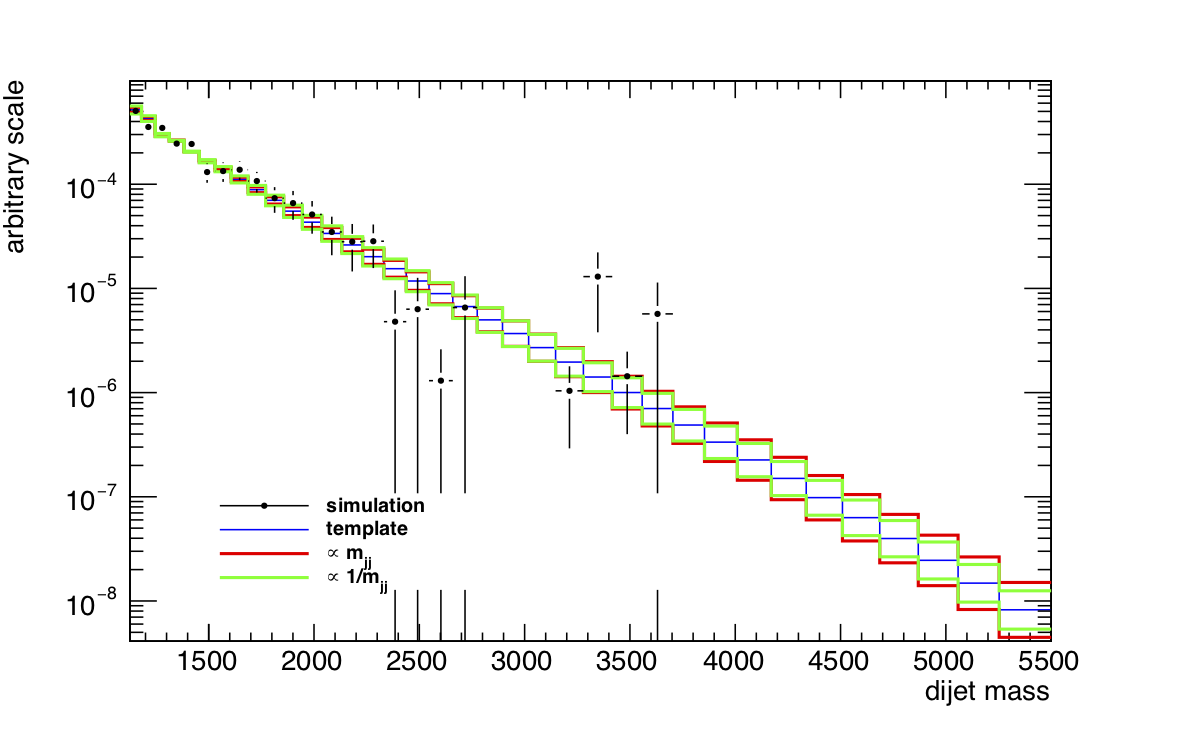 arbitrary scale
10⁻⁴
10⁻⁵
10⁻⁶
10⁻⁷
10⁻⁸
simulation
template
∝ m_jj
∝ 1/m_jj
1500 2000 2500 3000 3500 4000 4500 5000 5500
dijet mass